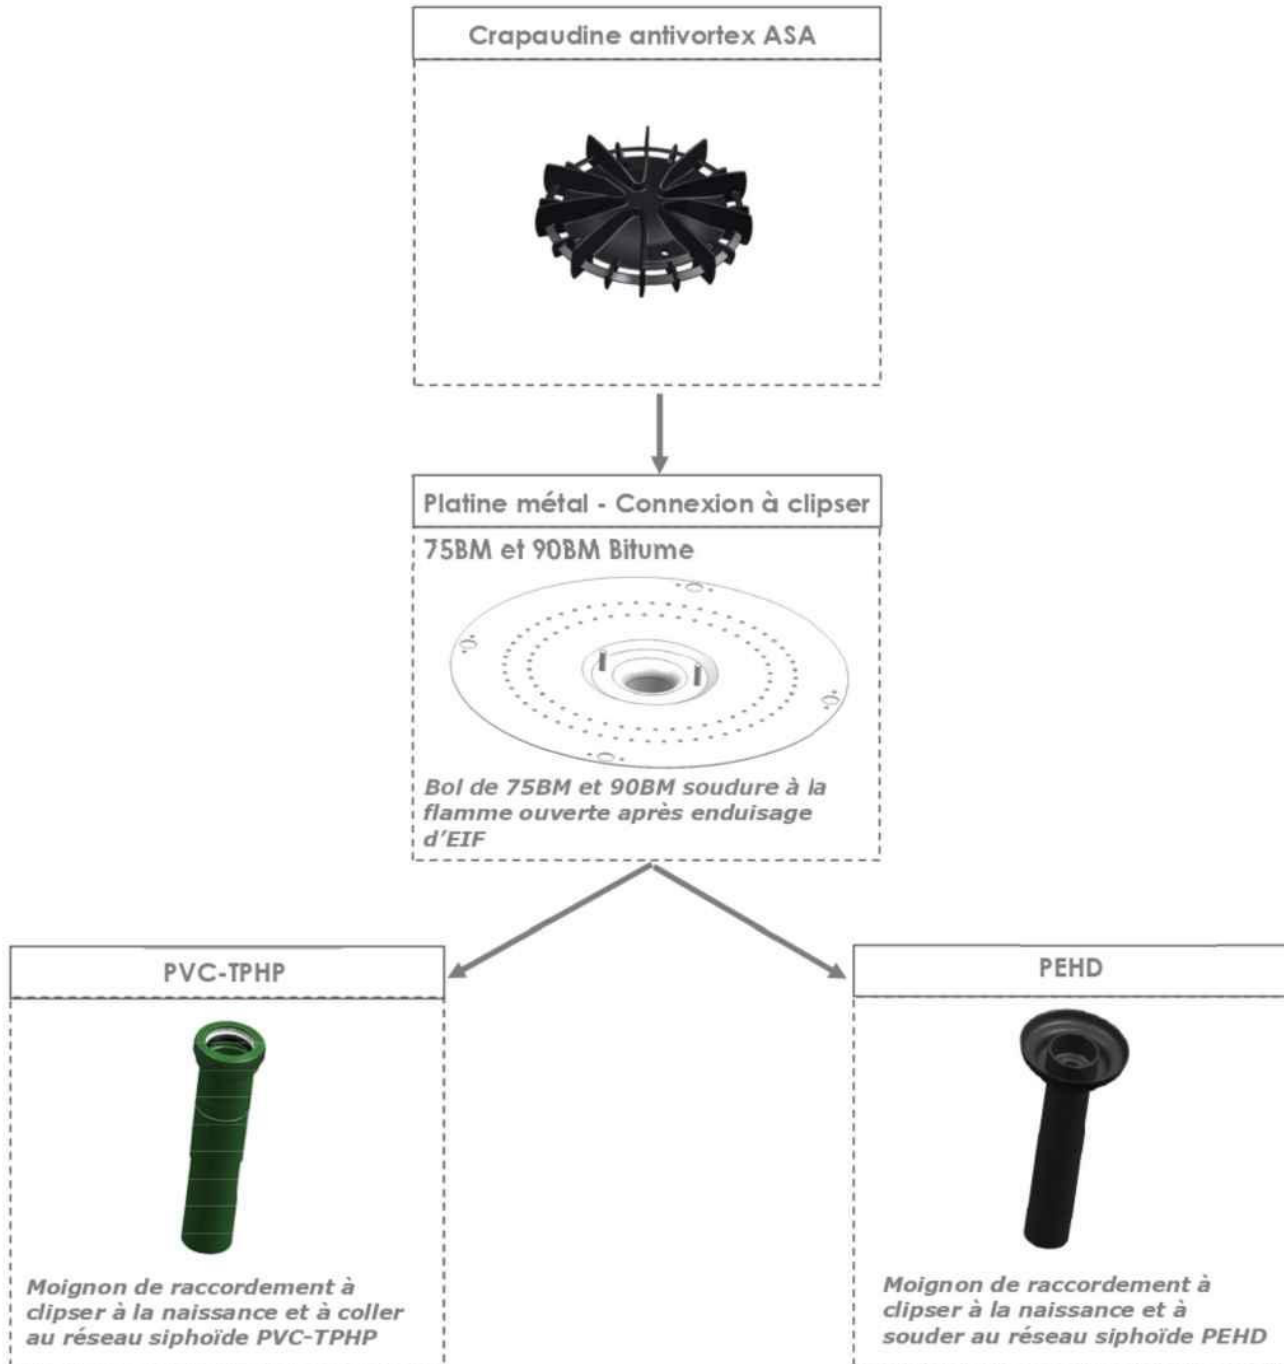 Crapaudine antivortex ASA
Platine métal - Connexion à clipser
75BM et 90BM Bitume
Bol de 75BM et 90BM soudure à la
flamme ouverte après enduisage
d'EIF
PVC-TPHP
Moignon de raccordement à
clipser à la naissance et à coller
au réseau siphoïde PVC-TPHP
PEHD
Moignon de raccordement à
clipser à la naissance et à
souder au réseau siphoïde PEHD